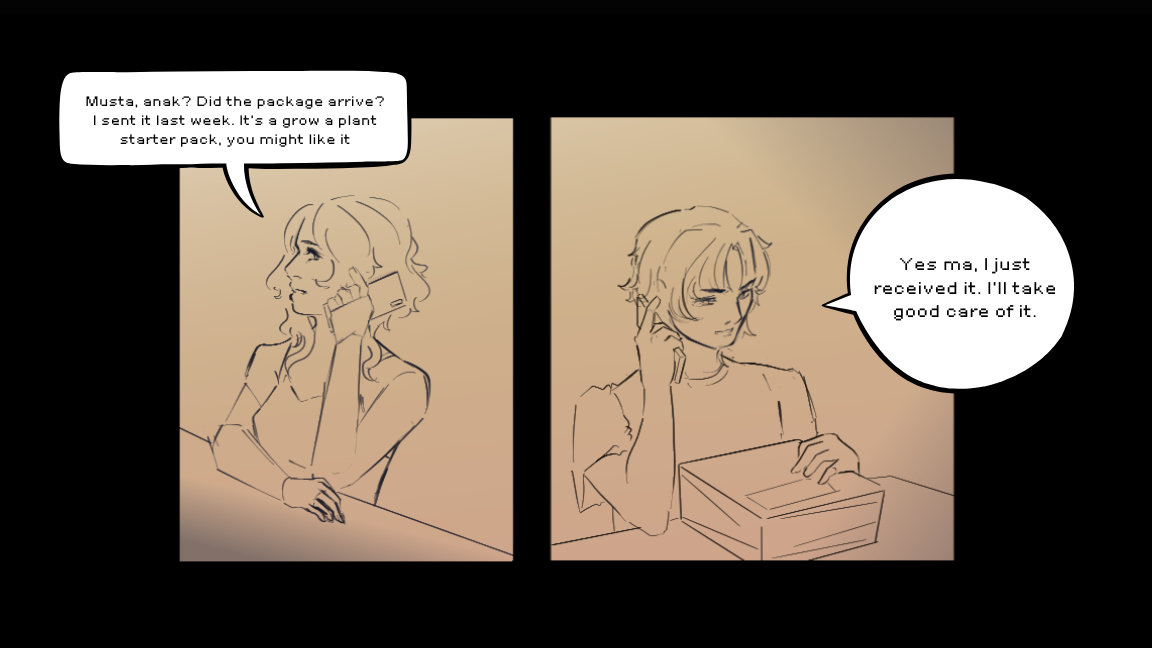 Musta, anak? Did the package arrive?
I sent it last week. It's a grow a plant
starter pack, you might like it
Yes ma, I just
received it. I'll take
good care of it.